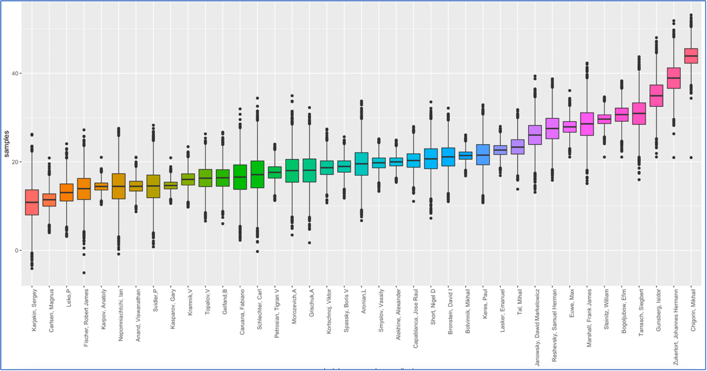 samples
40
20
0
Karjakin, Sergey
Carlsen, Magnus
Leko,P
Fischer, Robert James
Karpov, Anatoly
Nepomniachtchi, Ian
Anand, Viswanathan
Svidler,P
Kasparov, Gary
Kramnik,V
Topalov,V
Gelfand,B
Caruana, Fabiano
Schlechter, Carl
Petrosian, Tigran V
Morozevich,A
Grischuk,A
Kortschnoj, Viktor
Spassky, Boris V
Aronian,L
Smyslov, Vassily
Alekhine, Alexander
Capablanca, Jose Raul
Short, Nigel D
Bronstein, David I
Botvinnik, Mikhail
Keres, Paul
Lasker, Emanuel
Tal, Mikhail
Janowsky, Dawid Markelowicz
Reshevsky, Samuel Herman
Euwe, Max
Marshall, Frank James
Steinitz, William
Bogoljubow, Efim
Tarrasch, Siegbert
Gunsberg, Isidor
Zukertort, Johannes Hermann
Chigorin, Mikhail